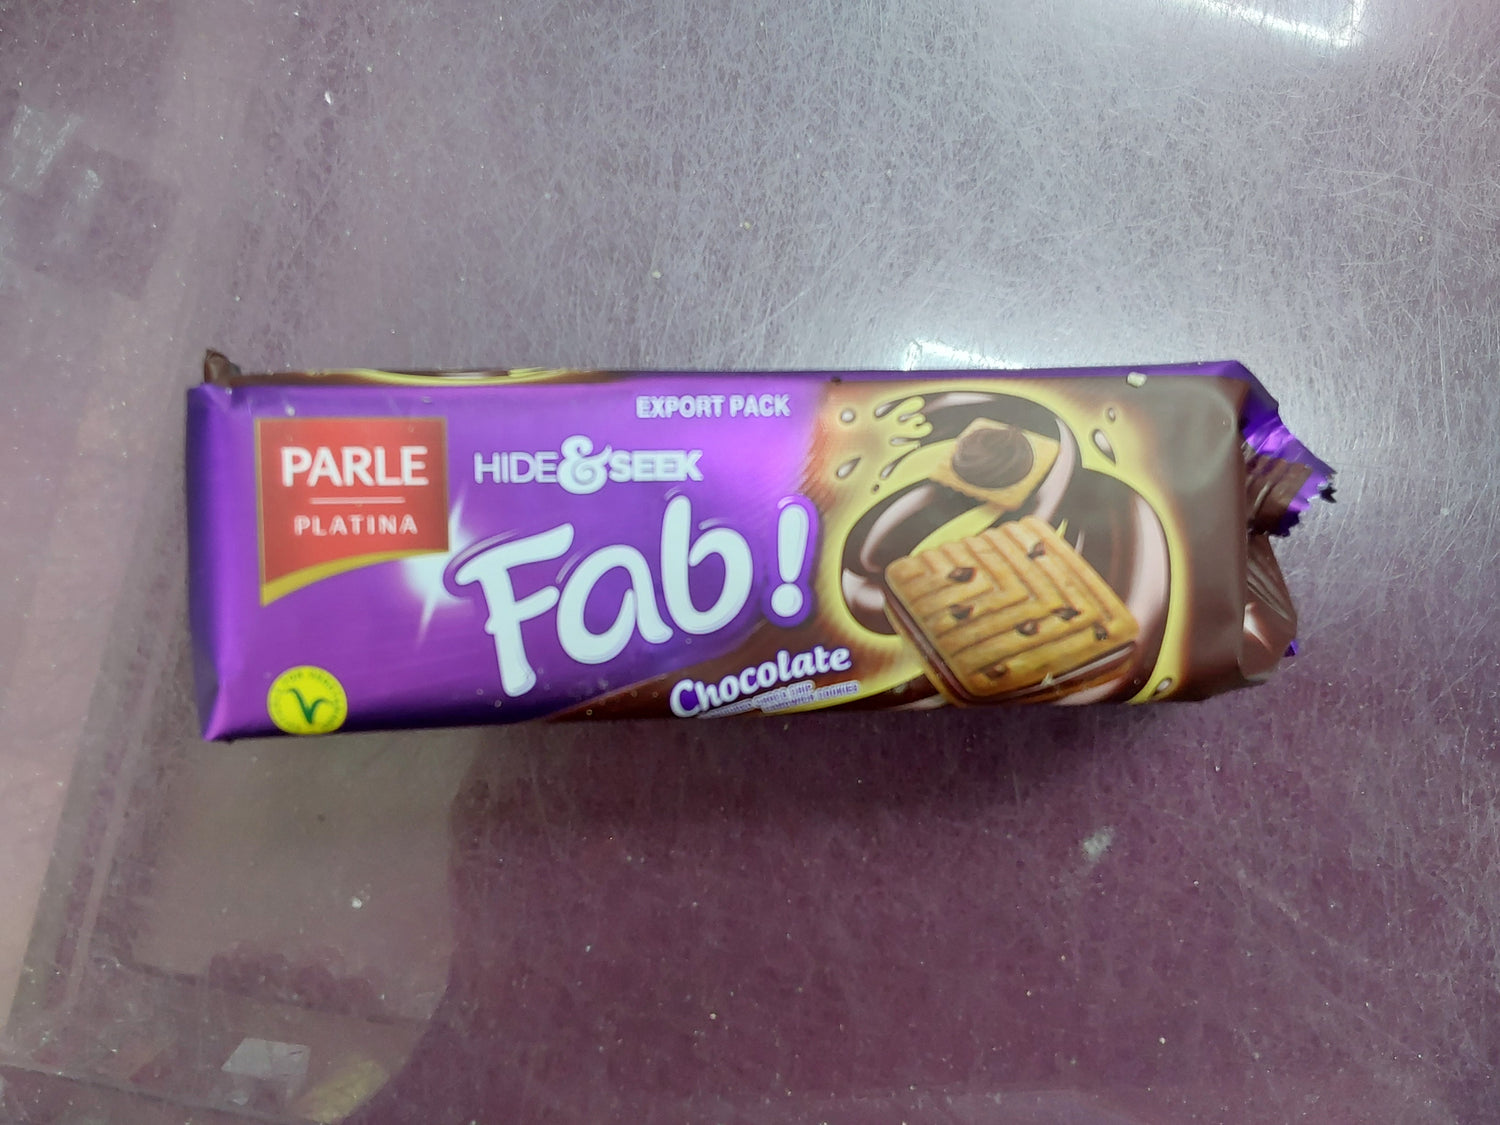 EXPORT PACK
PARLE
PLATINA
HIDE&SEEK
Fab!
Chocolate
V